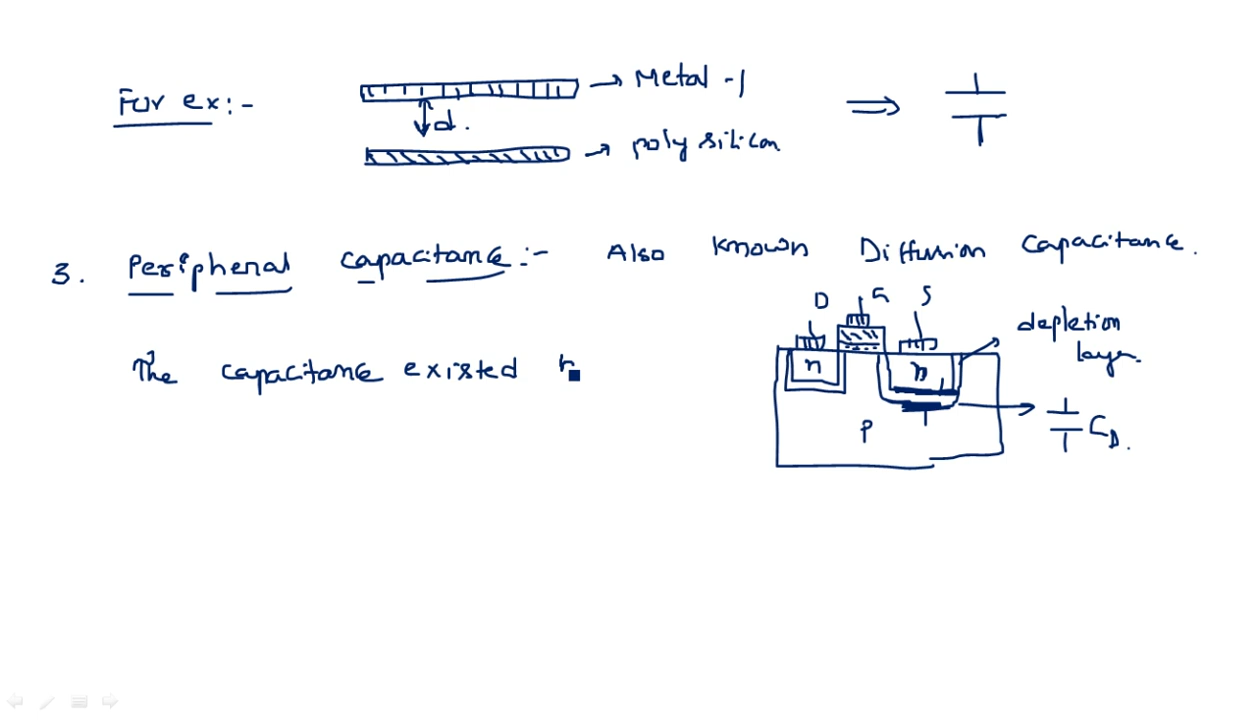 For ex:-
Metal-1
d.
poly silicon
3. Peripheral capacitance:- Also known Diffusion capacitance.
D G S
depletion
layer.
The capacitance existed
n n
P
CD.